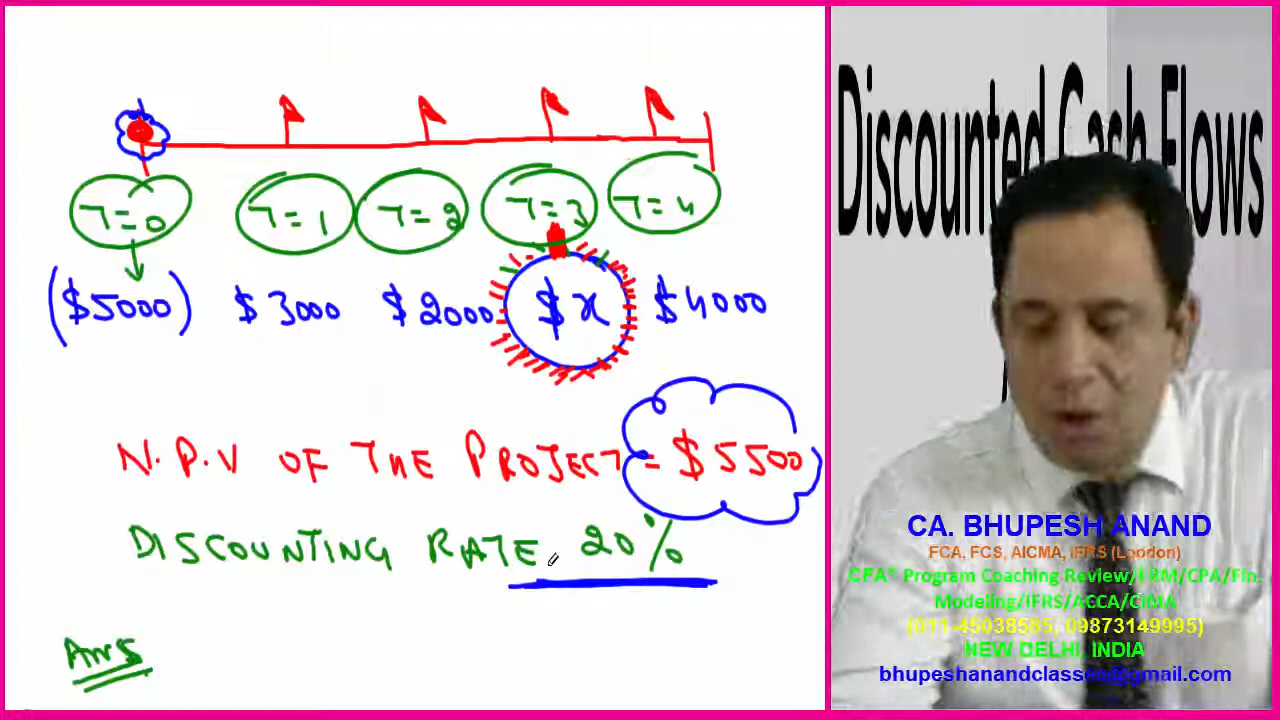 Discounted Cash Flows
T=0 T=1 T=2 T=3 T=4
($5000) $3000 $2000 $x $4000
N.P.V OF THE PROJECT = $5500
DISCOUNTING RATE 20%
Ans
CA. BHUPESH ANAND
FCA, FCS, AICMA, IFRS (London)
CFA® Program Coaching Review/FRM/CPA/Fin.
Modeling/IFRS/ACCA/CIMA
(011-45038585, 09873149995)
NEW DELHI, INDIA
bhupeshanandclasses@gmail.com